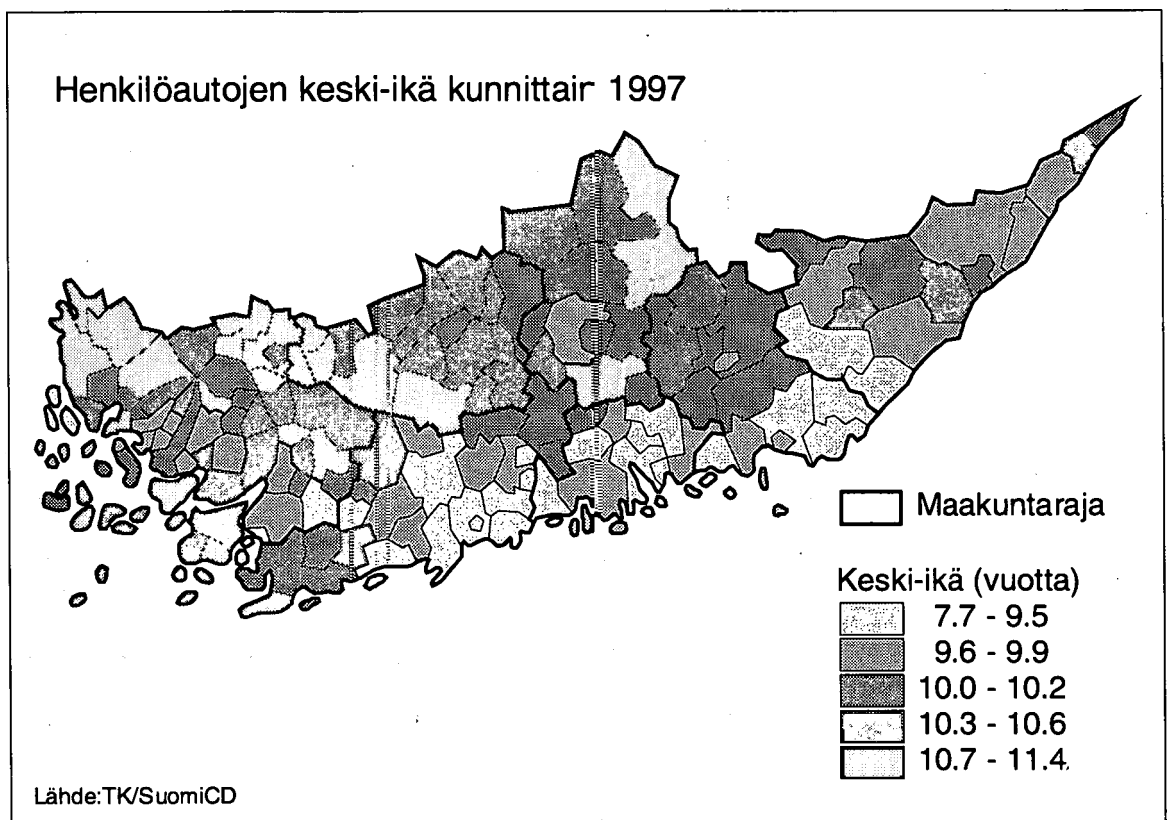 Henkilöautojen keski-ikä kunnittair 1997
Maakuntaraja
Keski-ikä (vuotta)
7.7 - 9.5
9.6 - 9.9
10.0 - 10.2
10.3 - 10.6
10.7 - 11.4
Lähde:TK/SuomiCD